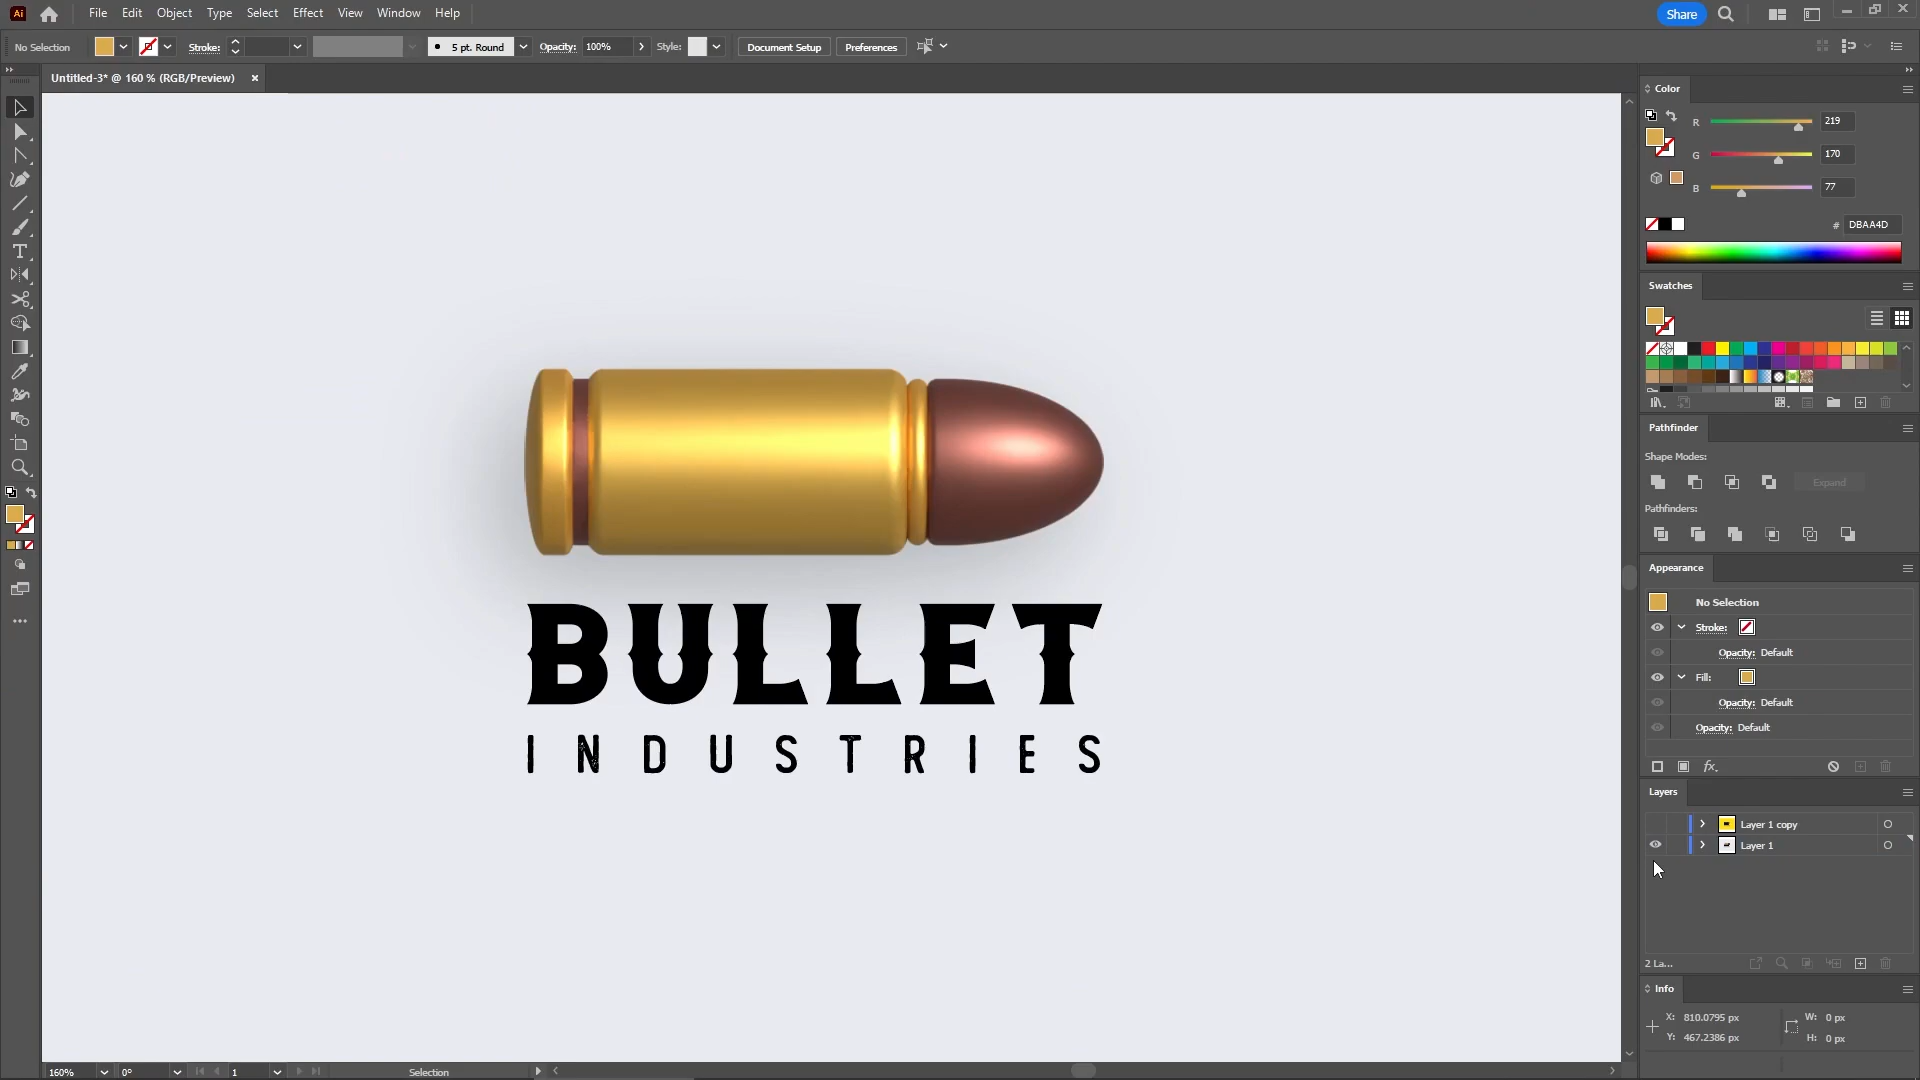 Ai File Edit Object Type Select Effect View Window Help Share
No Selection Stroke: 5 pt. Round Opacity: 100% Style: Document Setup Preferences
Untitled-3* @ 160 % (RGB/Preview)
Color
R 219
G 170
B 77
# DBAA4D
Swatches
Pathfinder
Shape Modes:
Expand
Pathfinders:
Appearance
No Selection
Stroke:
Opacity: Default
Fill:
Opacity: Default
Opacity: Default
fx.
BULLET
INDUSTRIES
Layers
Layer 1 copy
Layer 1
2 La...
Info
X: 810.0795 px W: 0 px
Y: 467.2386 px H: 0 px
160% 0° 1 Selection